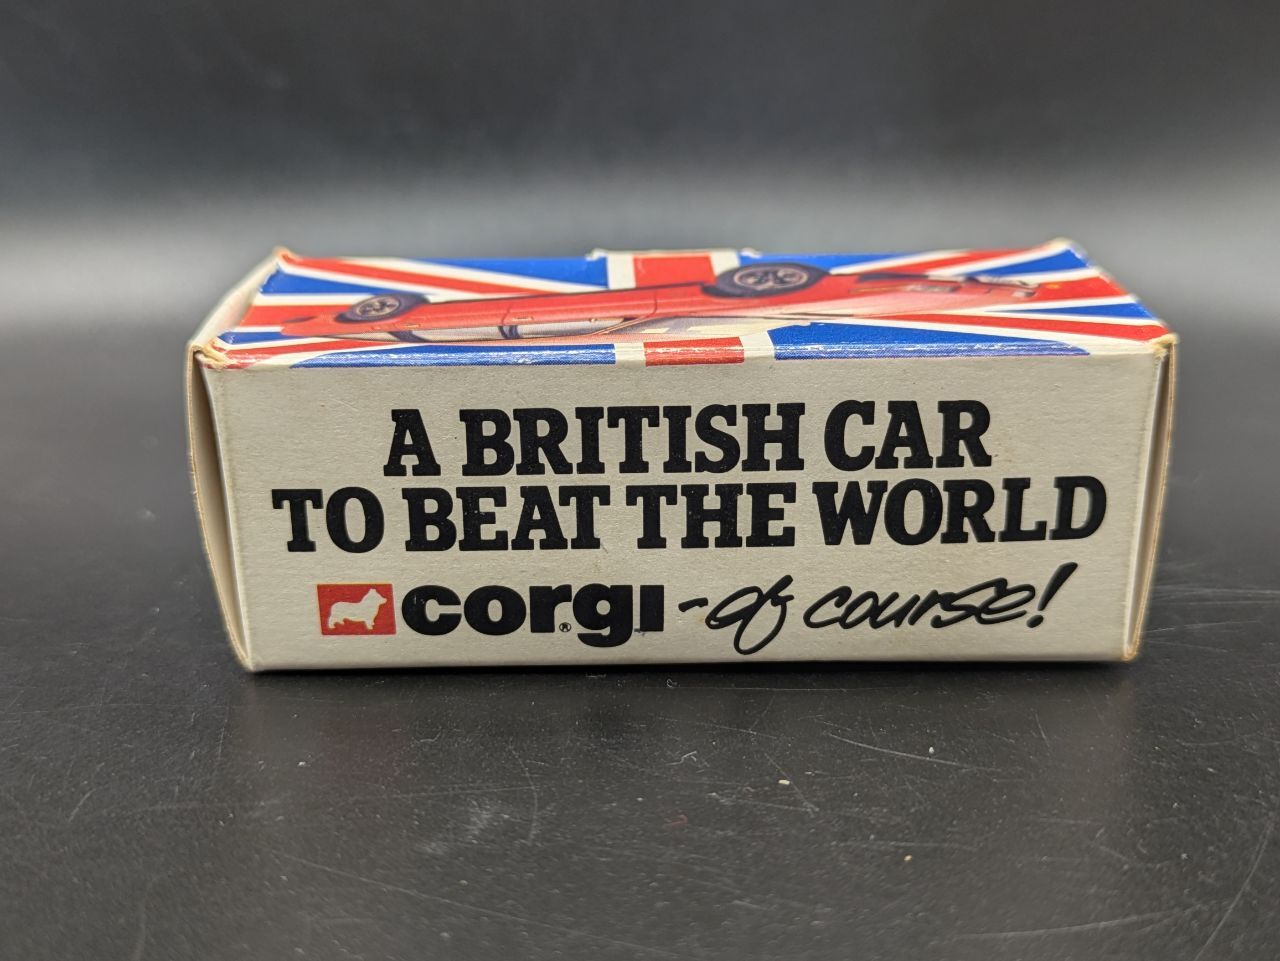 A BRITISH CAR
TO BEAT THE WORLD
corgi® - of course!